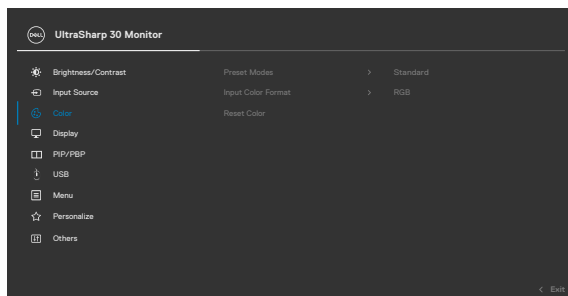 DELL UltraSharp 30 Monitor
Brightness/Contrast Preset Modes > Standard
Input Source Input Color Format > RGB
Color Reset Color
Display
PIP/PBP
USB
Menu
Personalize
Others
< Exit